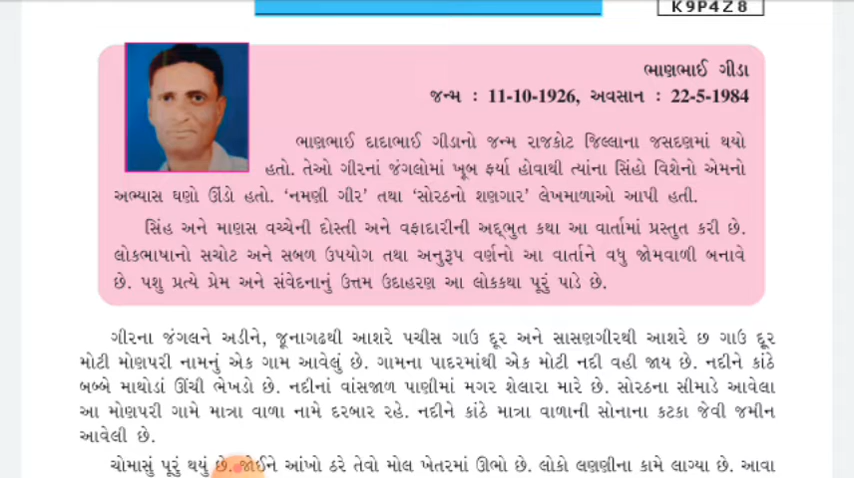 K9P4Z8
ભાણભાઈ ગીડા
જન્મ : 11-10-1926, અવસાન : 22-5-1984
ભાણભાઈ દાદાભાઈ ગીડાનો જન્મ રાજકોટ જિલ્લાના જસદણમાં થયો
હતો. તેઓ ગીરનાં જંગલોમાં ખૂબ ફર્યા હોવાથી ત્યાંના સિંહો વિશેનો એમનો
અભ્યાસ ઘણો ઊંડો હતો. ‘નમણી ગીર’ તથા ‘સોરઠનો શણગાર’ લેખમાળાઓ આપી હતી.
સિંહ અને માણસ વચ્ચેની દોસ્તી અને વફાદારીની અદ્ભુત કથા આ વાર્તામાં પ્રસ્તુત કરી છે.
લોકભાષાનો સચોટ અને સબળ ઉપયોગ તથા અનુરૂપ વર્ણનો આ વાર્તાને વધુ જોમવાળી બનાવે
છે. પશુ પ્રત્યે પ્રેમ અને સંવેદનાનું ઉત્તમ ઉદાહરણ આ લોકકથા પૂરું પાડે છે.
ગીરના જંગલને અડીને, જૂનાગઢથી આશરે પચીસ ગાઉ દૂર અને સાસણગીરથી આશરે છ ગાઉ દૂર
મોટી મોણપરી નામનું એક ગામ આવેલું છે. ગામના પાદરમાંથી એક મોટી નદી વહી જાય છે. નદીને કાંઠે
બબ્બે માથોડાં ઊંચી ભેખડો છે. નદીનાં વાંસજાળ પાણીમાં મગર શેલારા મારે છે. સોરઠના સીમાડે આવેલા
આ મોણપરી ગામે માત્રા વાળા નામે દરબાર રહે. નદીને કાંઠે માત્રા વાળાની સોનાના કટકા જેવી જમીન
આવેલી છે.
ચોમાસું પૂરું થયું છે. જોઈને આંખો ઠરે તેવો મોલ ખેતરમાં ઊભો છે. લોકો લણણીના કામે લાગ્યા છે. આવા